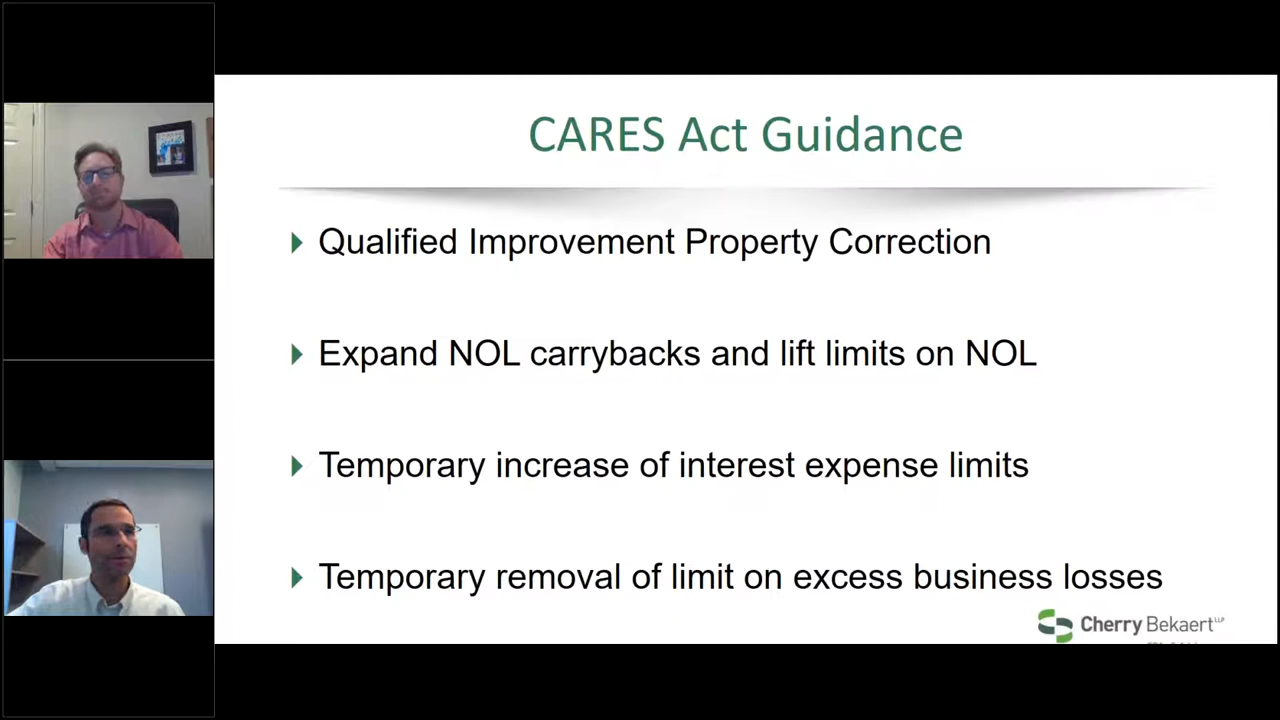 CARES Act Guidance
Qualified Improvement Property Correction
Expand NOL carrybacks and lift limits on NOL
Temporary increase of interest expense limits
Temporary removal of limit on excess business losses
Cherry Bekaert LLP